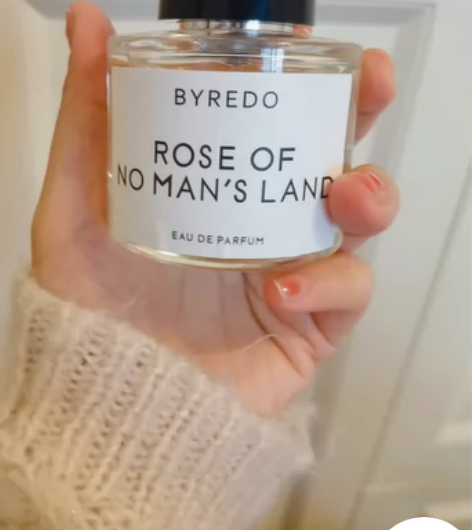 BYREDO
ROSE OF
NO MAN'S LAND
EAU DE PARFUM